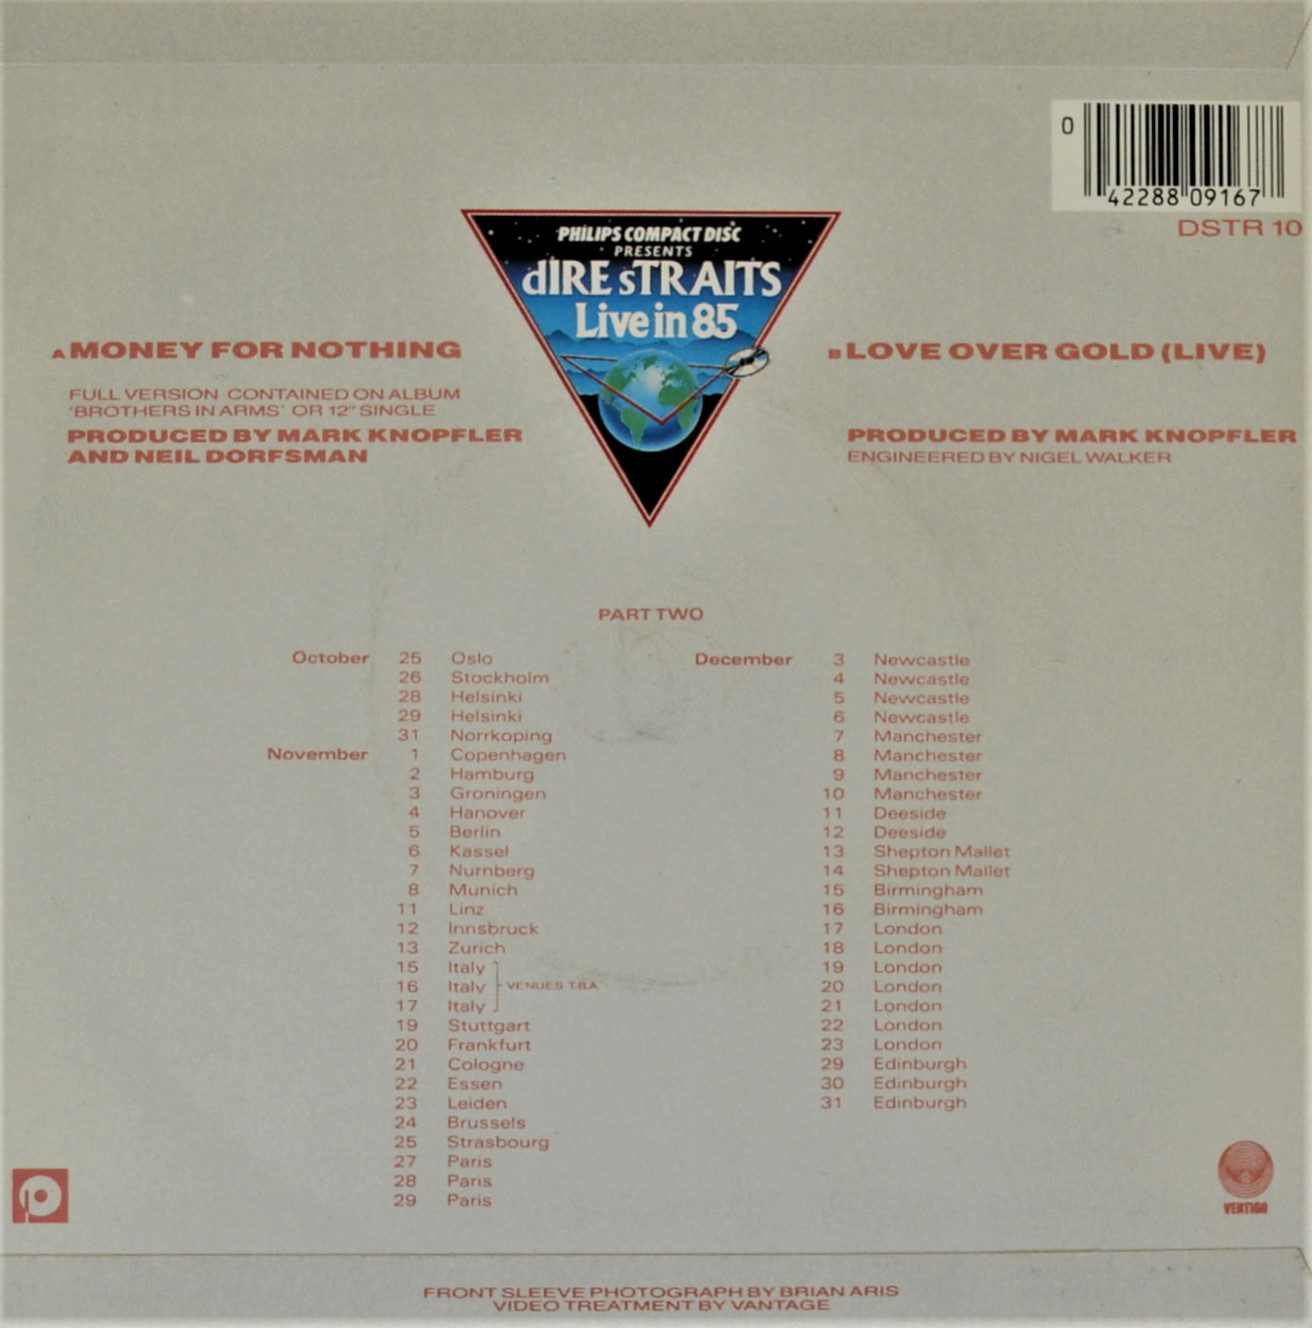 0
42288 09167
DSTR 10
PHILIPS COMPACT DISC
PRESENTS
dIRE sTRAITS
Live in 85
A MONEY FOR NOTHING
FULL VERSION CONTAINED ON ALBUM
'BROTHERS IN ARMS' OR 12" SINGLE
PRODUCED BY MARK KNOPFLER
AND NEIL DORFSMAN
B LOVE OVER GOLD (LIVE)
PRODUCED BY MARK KNOPFLER
ENGINEERED BY NIGEL WALKER
PART TWO
October 25 Oslo
26 Stockholm
28 Helsinki
29 Helsinki
31 Norrkoping
November 1 Copenhagen
2 Hamburg
3 Groningen
4 Hanover
5 Berlin
6 Kassel
7 Nurnberg
8 Munich
11 Linz
12 Innsbruck
13 Zurich
15 Italy
16 Italy VENUES T.B.A
17 Italy
19 Stuttgart
20 Frankfurt
21 Cologne
22 Essen
23 Leiden
24 Brussels
25 Strasbourg
27 Paris
28 Paris
29 Paris
December 3 Newcastle
4 Newcastle
5 Newcastle
6 Newcastle
7 Manchester
8 Manchester
9 Manchester
10 Manchester
11 Deeside
12 Deeside
13 Shepton Mallet
14 Shepton Mallet
15 Birmingham
16 Birmingham
17 London
18 London
19 London
20 London
21 London
22 London
23 London
29 Edinburgh
30 Edinburgh
31 Edinburgh
VERTIGO
FRONT SLEEVE PHOTOGRAPH BY BRIAN ARIS
VIDEO TREATMENT BY VANTAGE